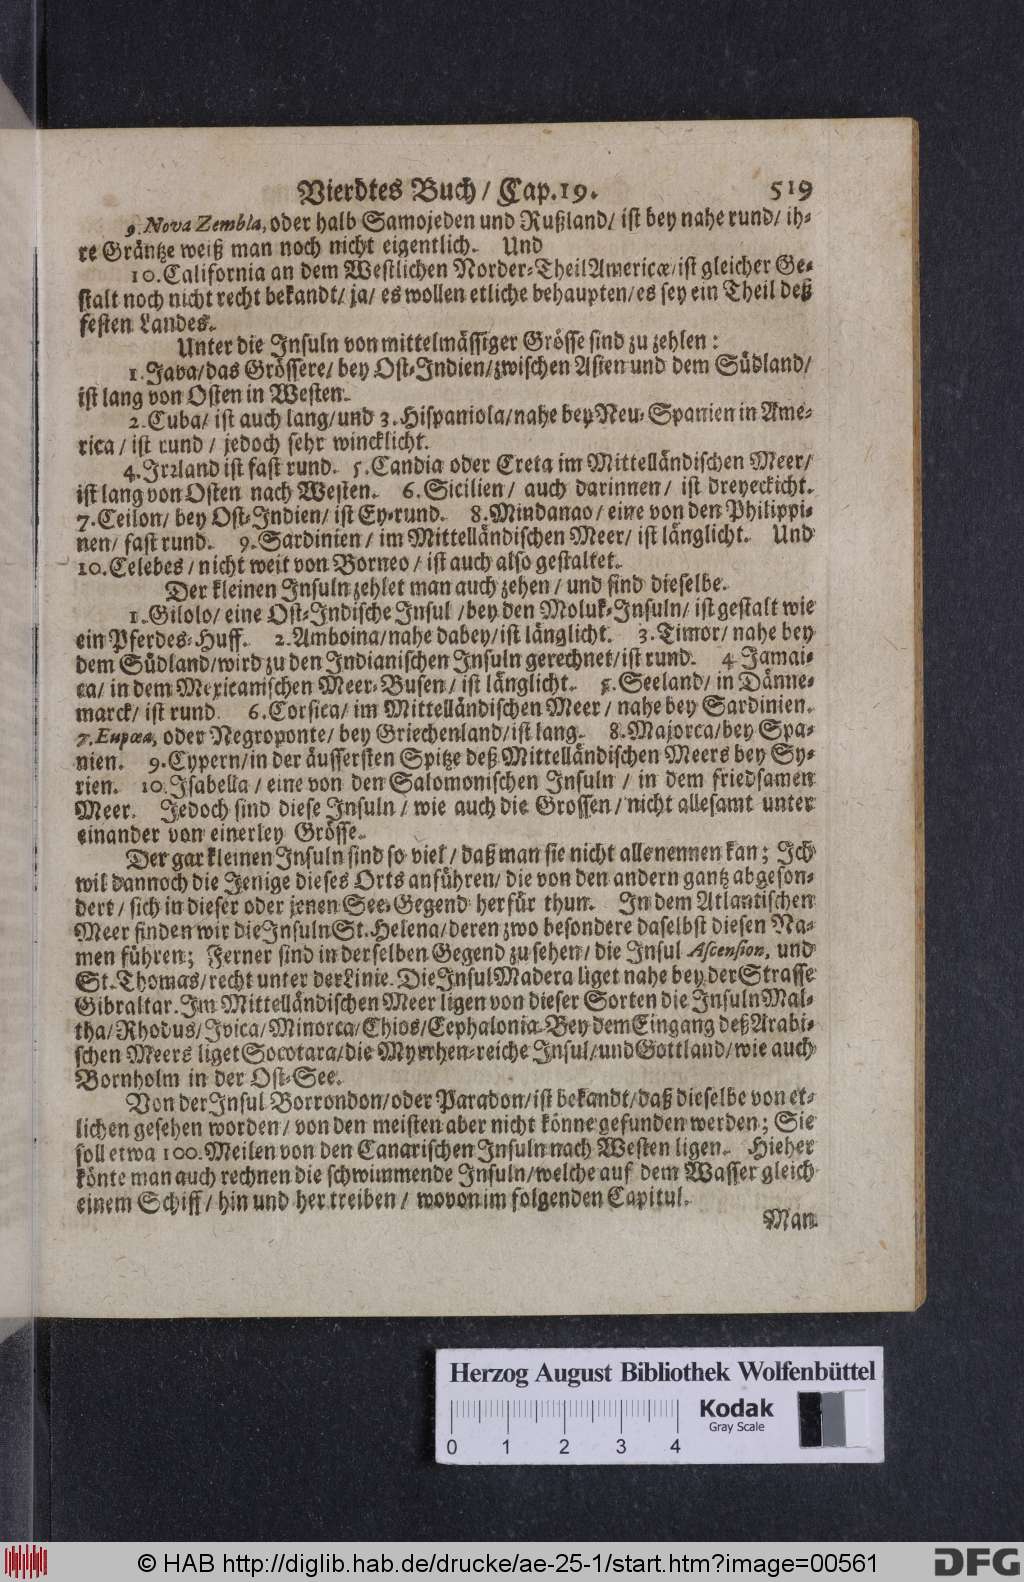 Vierdtes Buch / Cap. 19. 519
9. Nova Zembla, oder halb Samojeden und Rußland / ist bey nahe rund / ih-
re Gräntze weiß man noch nicht eigentlich. Und
10. California an dem Westlichen Norder-Theil Americæ / ist gleicher Ge-
stalt noch nicht recht bekandt / ja / es wollen etliche behaupten / es sey ein Theil deß
festen Landes.
Unter die Insuln von mittelmässiger Grösse sind zu zehlen:
1. Java / das Grössere / bey Ost-Indien / zwischen Asien und dem Südland /
ist lang von Osten in Westen.
2. Cuba / ist auch lang / und 3. Hispaniola / nahe bey Neu-Spanien in Ame-
rica / ist rund / jedoch sehr wincklicht.
4. Irrland ist fast rund. 5. Candia oder Creta im Mittelländischen Meer /
ist lang von Osten nach Westen. 6. Sicilien / auch darinnen / ist dreyeckicht.
7. Ceilon / bey Ost-Indien / ist Ey-rund. 8. Mindanao / eine von den Philippi-
nen / fast rund. 9. Sardinien / im Mittelländischen Meer / ist länglicht. Und
10. Celebes / nicht weit von Borneo / ist auch also gestaltet.
Der kleinen Insuln zehlet man auch zehen / und sind dieselbe.
1. Gilolo / eine Ost-Indische Insul / bey den Moluk-Insuln / ist gestalt wie
ein Pferdes-Huff. 2. Amboina / nahe dabey / ist länglicht. 3. Timor / nahe bey
dem Südland / wird zu den Indianischen Insuln gerechnet / ist rund. 4 Jamai-
ca / in dem Mexicanischen Meer-Busen / ist länglicht. 5. Seeland / in Dänne-
marck / ist rund. 6. Corsica / im Mittelländischen Meer / nahe bey Sardinien.
7. Eupœa, oder Negroponte / bey Griechenland / ist lang. 8. Majorca / bey Spa-
nien. 9. Cypern / in der äussersten Spitze deß Mittelländischen Meers bey Sy-
rien. 10. Isabella / eine von den Salomonischen Insuln / in dem friedsamen
Meer. Jedoch sind diese Insuln / wie auch die Grossen / nicht allesamt unter
einander von einerley Grösse.
Der gar kleinen Insuln sind so viel / daß man sie nicht alle nennen kan; Ich
wil dannoch die Jenige dieses Orts anführen / die von den andern gantz abgeson-
dert / sich in dieser oder jenen See-Gegend herfür thun. In dem Atlantischen
Meer finden wir die Insuln St. Helena / deren zwo besondere daselbst diesen Na-
men führen; Ferner sind in derselben Gegend zu sehen / die Insul Ascension, und
St. Thomas / recht unter der Linie. Die Insul Madera liget nahe bey der Strasse
Gibraltar. Im Mittelländischen Meer ligen von dieser Sorten die Insuln Mal-
tha / Rhodus / Ivica / Minorca / Chios / Cephalonia. Bey dem Eingang deß Arabi-
schen Meers liget Socotara / die Myrrhen-reiche Insul / und Gottland / wie auch
Bornholm in der Ost-See.
Von der Insul Borrondon / oder Paradon / ist bekandt / daß dieselbe von et-
lichen gesehen worden / von den meisten aber nicht könne gefunden werden; Sie
soll etwa 100. Meilen von den Canarischen Insuln nach Westen ligen. Hieher
könte man auch rechnen die schwimmende Insuln / welche auf dem Wasser gleich
einem Schiff / hin und her treiben / wovon im folgenden Capitul.
Man
Herzog August Bibliothek Wolfenbüttel
Kodak
Gray Scale
0 1 2 3 4
© HAB http://diglib.hab.de/drucke/ae-25-1/start.htm?image=00561
DFG